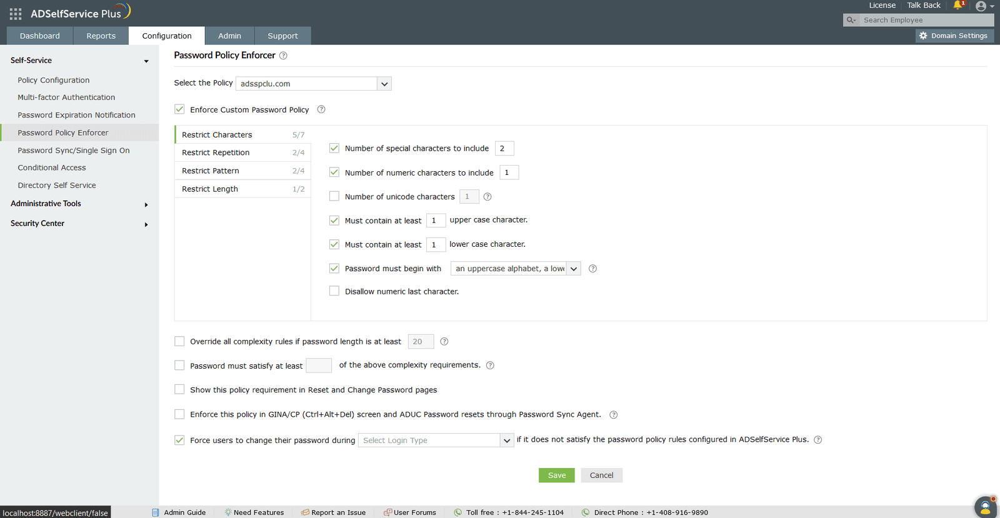 ADSelfService Plus
License Talk Back 1
Search Employee
Dashboard Reports Configuration Admin Support
Domain Settings
Self-Service
Policy Configuration
Multi-factor Authentication
Password Expiration Notification
Password Policy Enforcer
Password Sync/Single Sign On
Conditional Access
Directory Self Service
Administrative Tools
Security Center
Password Policy Enforcer ?
Select the Policy adsspclu.com
Enforce Custom Password Policy ?
Restrict Characters 5/7
Restrict Repetition 2/4
Restrict Pattern 2/4
Restrict Length 1/2
Number of special characters to include 2
Number of numeric characters to include 1
Number of unicode characters 1 ?
Must contain at least 1 upper case character.
Must contain at least 1 lower case character.
Password must begin with an uppercase alphabet, a lowe ?
Disallow numeric last character.
Override all complexity rules if password length is at least 20 ?
Password must satisfy at least of the above complexity requirements. ?
Show this policy requirement in Reset and Change Password pages
Enforce this policy in GINA/CP (Ctrl+Alt+Del) screen and ADUC Password resets through Password Sync Agent. ?
Force users to change their password during Select Login Type if it does not satisfy the password policy rules configured in ADSelfService Plus. ?
Save Cancel
localhost:8887/webclient/false
Admin Guide Need Features Report an Issue User Forums Toll free : +1-844-245-1104 Direct Phone : +1-408-916-9890